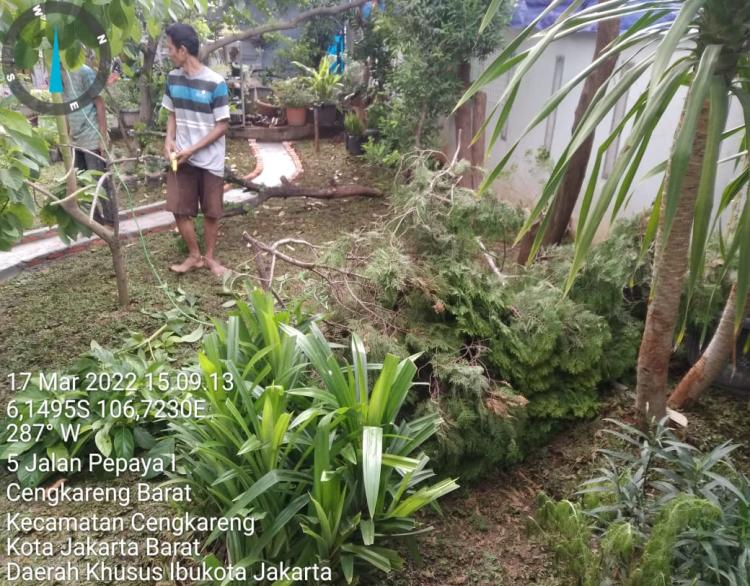 N
E
S
17 Mar 2022 15.09.13
6,1495S 106,7230E
287° W
5 Jalan Pepaya I
Cengkareng Barat
Kecamatan Cengkareng
Kota Jakarta Barat
Daerah Khusus Ibukota Jakarta